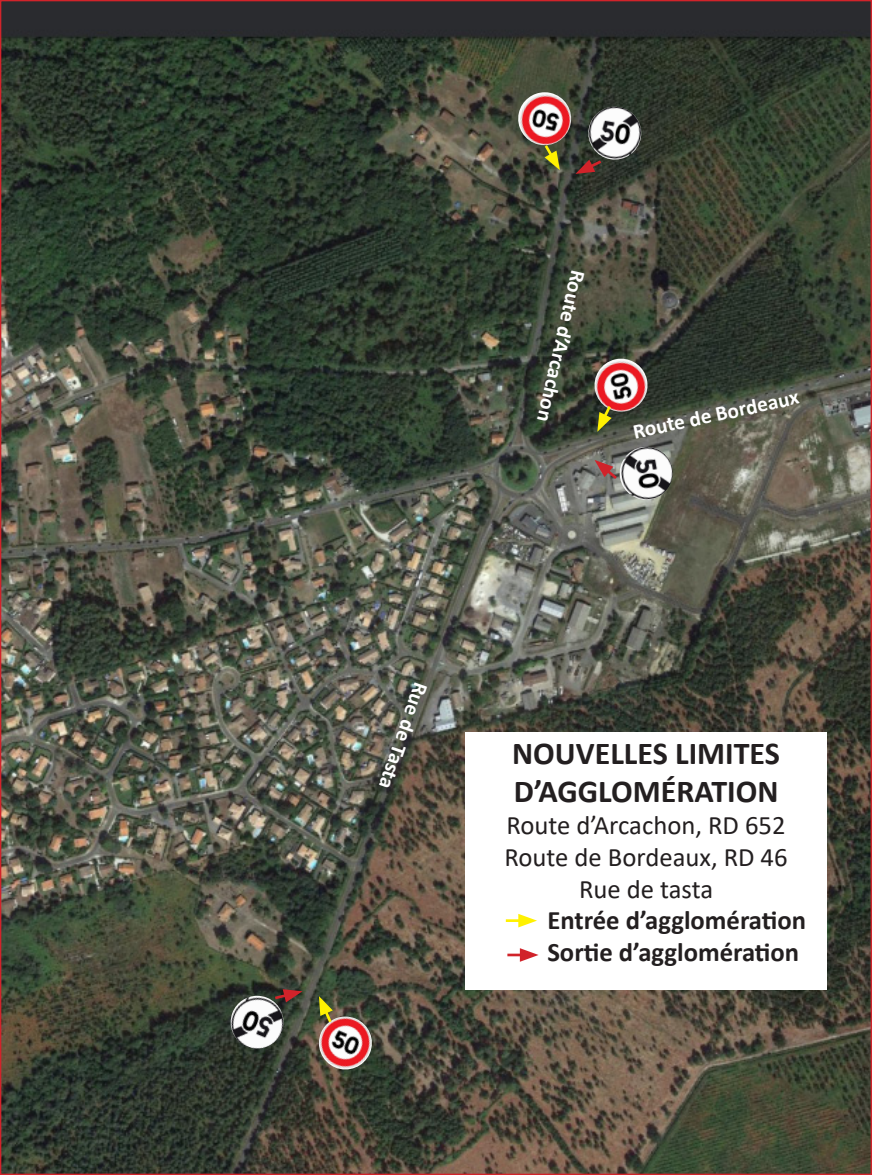 50
50
Route d'Arcachon
50
Route de Bordeaux
50
Rue de Tasta
NOUVELLES LIMITES
D'AGGLOMÉRATION
Route d'Arcachon, RD 652
Route de Bordeaux, RD 46
Rue de tasta
Entrée d'agglomération
Sortie d'agglomération
50
50